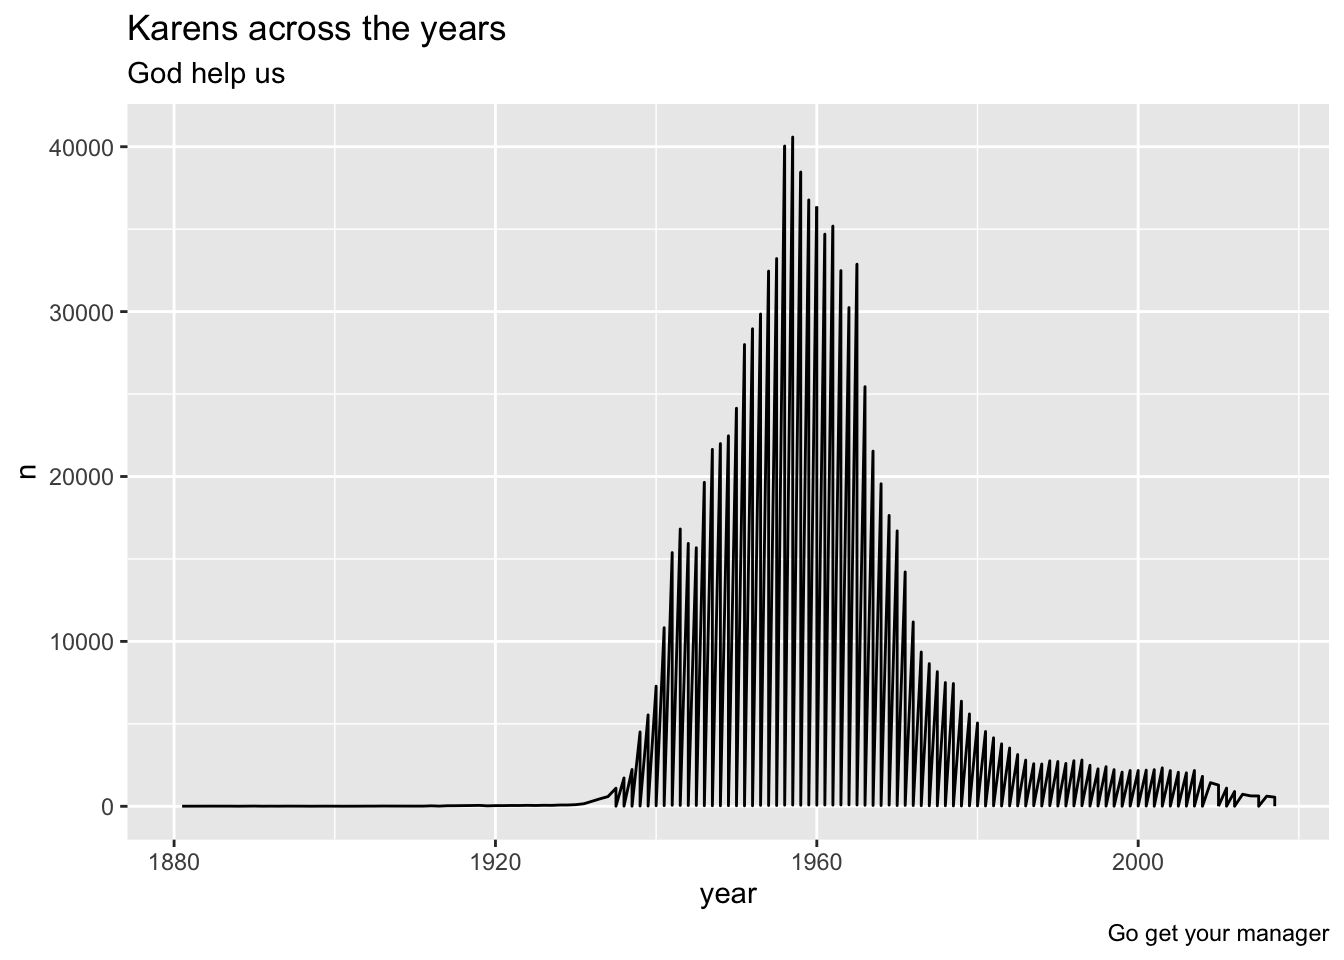 Karens across the years
God help us
40000
30000
20000
10000
0
n
1880 1920 1960 2000
year
Go get your manager